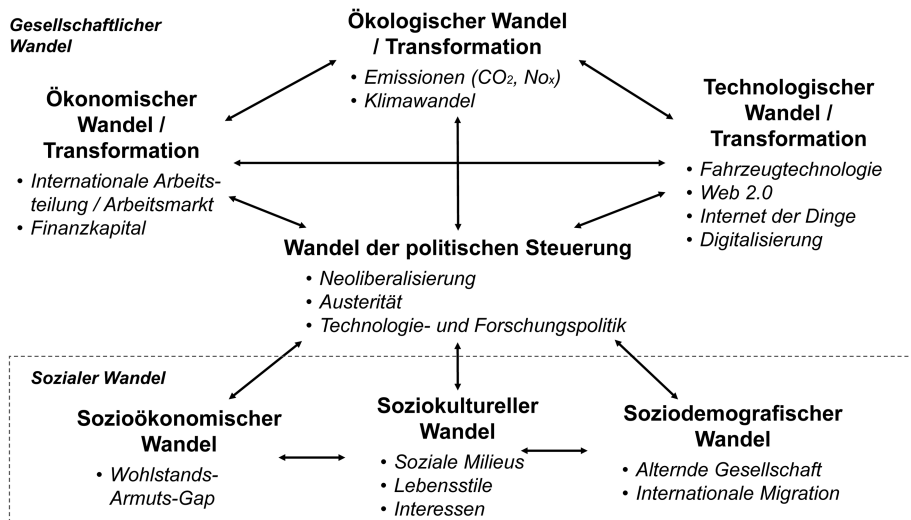 Gesellschaftlicher
Wandel
Ökologischer Wandel
/ Transformation
• Emissionen (CO₂, Noₓ)
• Klimawandel
Ökonomischer
Wandel /
Transformation
• Internationale Arbeits-
teilung / Arbeitsmarkt
• Finanzkapital
Technologischer
Wandel /
Transformation
• Fahrzeugtechnologie
• Web 2.0
• Internet der Dinge
• Digitalisierung
Wandel der politischen Steuerung
• Neoliberalisierung
• Austerität
• Technologie- und Forschungspolitik
Sozialer Wandel
Sozioökonomischer
Wandel
• Wohlstands-
Armuts-Gap
Soziokultureller
Wandel
• Soziale Milieus
• Lebensstile
• Interessen
Soziodemografischer
Wandel
• Alternde Gesellschaft
• Internationale Migration